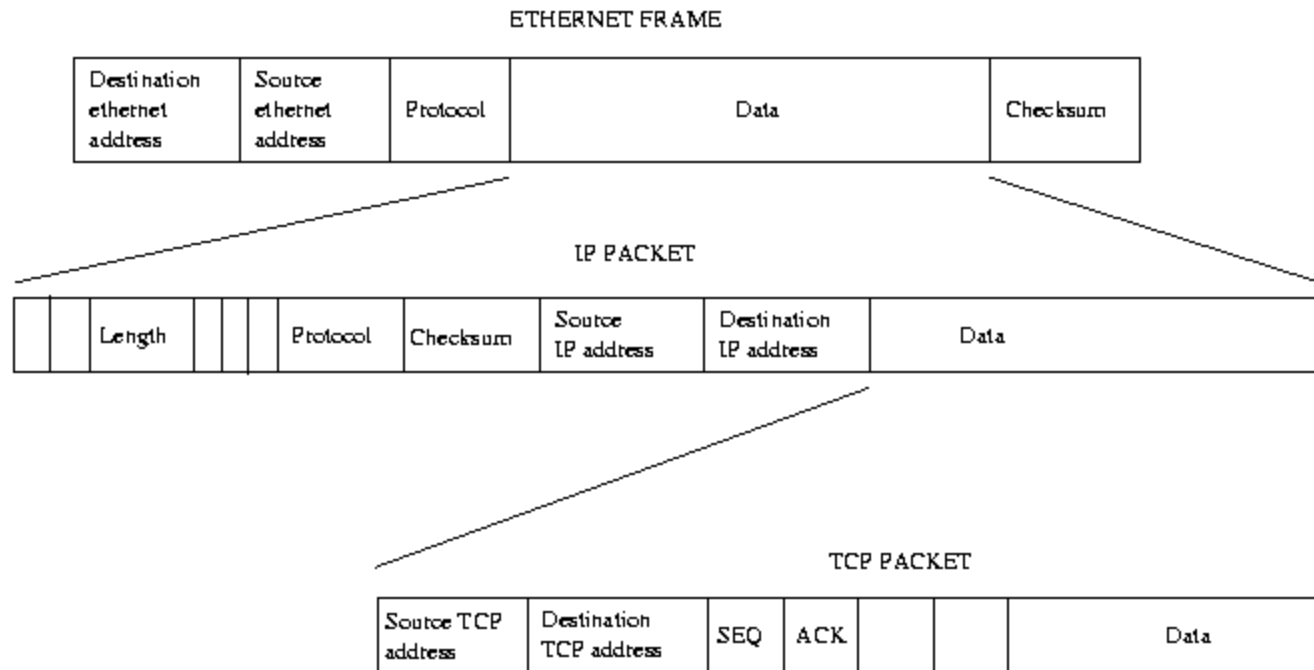 ETHERNET FRAME
Destination
ethernet
address
Source
ethernet
address
Protocol
Data
Checksum
IP PACKET
Length
Protocol
Checksum
Source
IP address
Destination
IP address
Data
TCP PACKET
Source TCP
address
Destination
TCP address
SEQ
ACK
Data